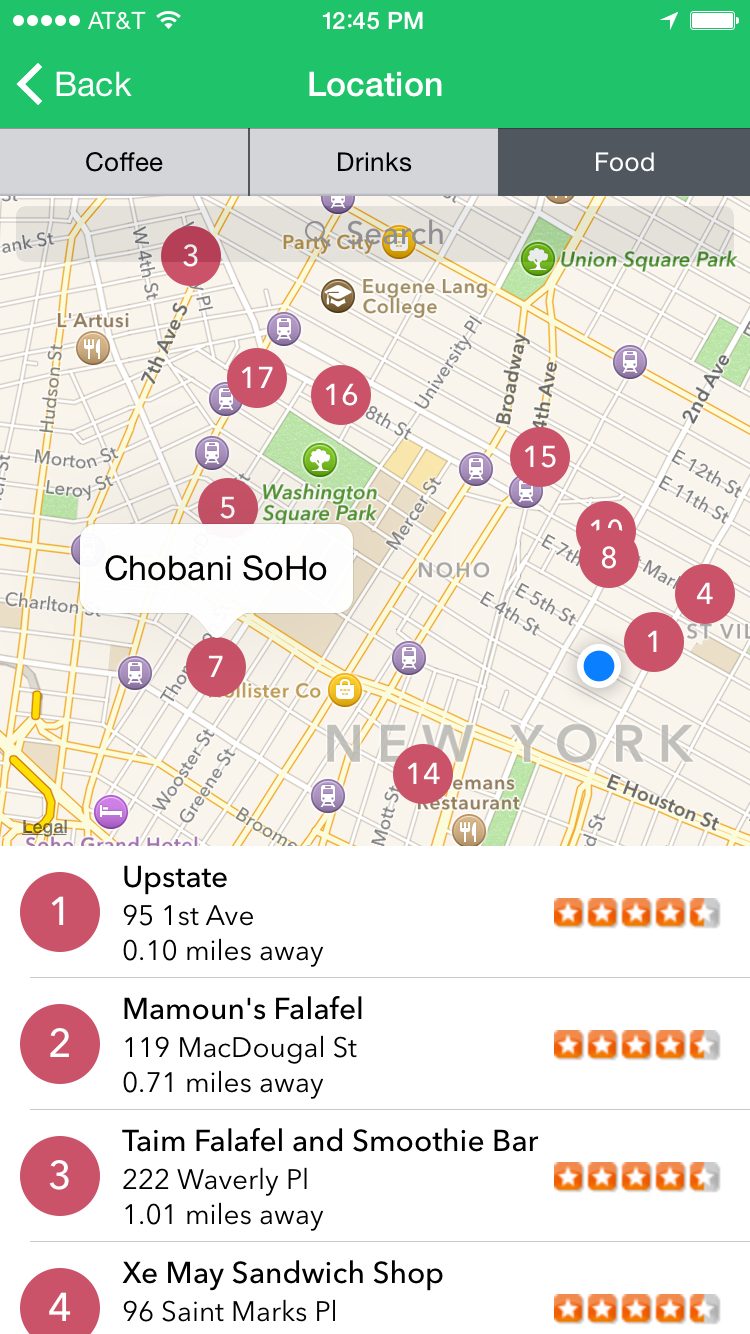 AT&T 12:45 PM
Back Location
Coffee Drinks Food
Search
Party City
ank St
W 4th St
3
Union Square Park
Eugene Lang
College
L'Artusi
7th Ave S
Pl
University Pl
Broadway
4th Ave
2nd Ave
Hudson St
17
16
8th St
15
Morton St
Leroy St
E 12th St
E 11th St
Washington
Square Park
5
Mercer St
8
E 7th
Mar
Chobani SoHo
NOHO
E 5th St
E 4th St
4
Charlton
1
ST VIL
7
Hollister Co
NEW YORK
14
emans
Restaurant
Wooster St
Greene St
Mott St
E Houston St
d St
Legal
Soho Grand Hotel
Broome
1
Upstate
95 1st Ave
0.10 miles away
2
Mamoun's Falafel
119 MacDougal St
0.71 miles away
3
Taim Falafel and Smoothie Bar
222 Waverly Pl
1.01 miles away
4
Xe May Sandwich Shop
96 Saint Marks Pl